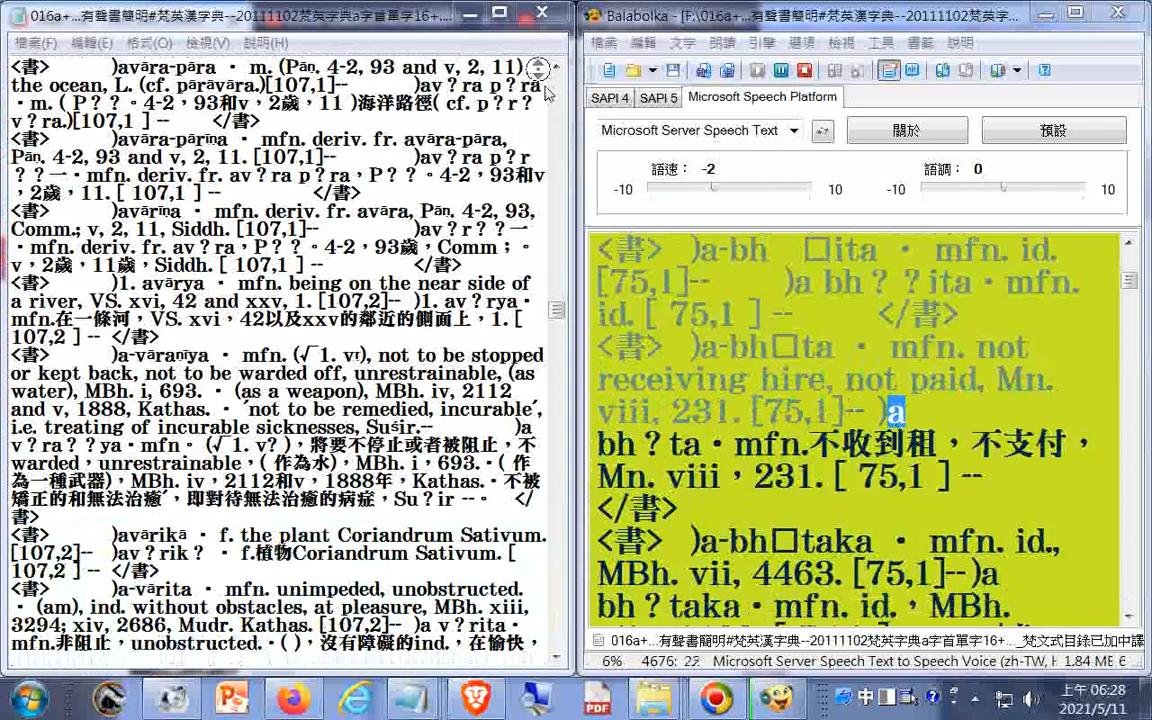 016a+...有聲書簡明#梵英漢字典--20111102梵英字典a字首單字16+...
檔案(F) 編輯(E) 格式(O) 檢視(V) 說明(H)
<書> )avāra-pāra ‧ m. (Pāṇ. 4-2, 93 and v, 2, 11)
the ocean, L. (cf. pārāvāra.)[107,1]-- )av?ra p?ra
‧m. ( P??。4-2，93和v，2歲，11 )海洋路徑( cf. p?r?
v?ra.)[107,1 ] -- </書>
<書> )avāra-pārīṇa ‧ mfn. deriv. fr. avāra-pāra,
Pāṇ. 4-2, 93 and v, 2, 11. [107,1]-- )av?ra p?r
??一‧mfn. deriv. fr. av?ra p?ra，P??。4-2，93和v
，2歲，11. [ 107,1 ] -- </書>
<書> )avārīṇa ‧ mfn. deriv. fr. avāra, Pāṇ. 4-2, 93,
Comm.; v, 2, 11, Siddh. [107,1]-- )av?r??一
‧mfn. deriv. fr. av?ra，P??。4-2，93歲，Comm；。
v，2歲，11歲，Siddh. [ 107,1 ] -- </書>
<書> )1. avārya ‧ mfn. being on the near side of
a river, VS. xvi, 42 and xxv, 1. [107,2]-- )1. av?rya‧
mfn.在一條河，VS. xvi，42以及xxv的鄰近的側面上，1. [
107,2 ] -- </書>
<書> )a-vāraṇīya ‧ mfn. (√1. vṛ), not to be stopped
or kept back, not to be warded off, unrestrainable, (as
water), MBh. i, 693. ‧ (as a weapon), MBh. iv, 2112
and v, 1888, Kathas. ‧ 'not to be remedied, incurable',
i.e. treating of incurable sicknesses, Suśir.-- )a
v?ra??ya‧mfn。(√1. v?)，將要不停止或者被阻止，不
warded，unrestrainable，( 作為水)，MBh. i，693.‧( 作
為一種武器)，MBh. iv，2112和v，1888年，Kathas.‧不被
矯正的和無法治癒，即對待無法治癒的病症，Su?ir --。 </
書>
<書> )avārikā ‧ f. the plant Coriandrum Sativum.
[107,2]-- )av?rik? ‧ f.植物Coriandrum Sativum. [
107,2 ] -- </書>
<書> )a-vārita ‧ mfn. unimpeded, unobstructed.
‧ (am), ind. without obstacles, at pleasure, MBh. xiii,
3294; xiv, 2686, Mudr. Kathas. [107,2]-- )a v?rita‧
mfn.非阻止，unobstructed.‧( )，沒有障礙的ind.，在愉快，
Balabolka - [F:\016a+...有聲書簡明#梵英漢字典--20111102梵英字...
檔案 編輯 文字 朗讀 引擎 選項 檢視 工具 書籤 說明
SAPI 4 SAPI 5 Microsoft Speech Platform
Microsoft Server Speech Text 關於 預設
語速： -2 語調： 0
-10 10 -10 10
<書> )a-bh □ita ‧ mfn. id.
[75,1]-- )a bh??ita‧mfn.
id. [ 75,1 ] -- </書>
<書> )a-bh□ta ‧ mfn. not
receiving hire, not paid, Mn.
viii, 231. [75,1]-- )a
bh?ta‧mfn.不收到租，不支付，
Mn. viii，231. [ 75,1 ] --
</書>
<書> )a-bh□taka ‧ mfn. id.,
MBh. vii, 4463. [75,1]--)a
bh?taka‧mfn. id.，MBh.
016a+...有聲書簡明#梵英漢字典--20111102梵英字典a字首單字16+..._梵文式目錄已加中譯
6% 4676: 22 Microsoft Server Speech Text to Speech Voice (zh-TW, H 1.84 MB 6
PDF 中 上午 06:28
2021/5/11